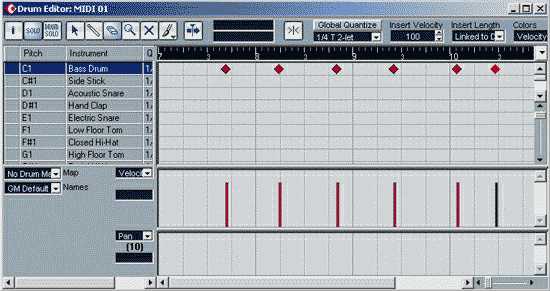 Drum Editor: MIDI 01
i SOLO DRUM SOLO Global Quantize Insert Velocity Insert Length Colors
1/4 T 2-let 100 Linked to Velocity
Pitch Instrument Q 7 8 3 9 3 10 3
C1 Bass Drum 1/
C#1 Side Stick 1/
D1 Acoustic Snare 1/
D#1 Hand Clap 1/
E1 Electric Snare 1/
F1 Low Floor Tom 1/
F#1 Closed Hi-Hat 1/
G1 High Floor Tom 1/
No Drum Ma Map Veloci
GM Default Names
Pan
(10)